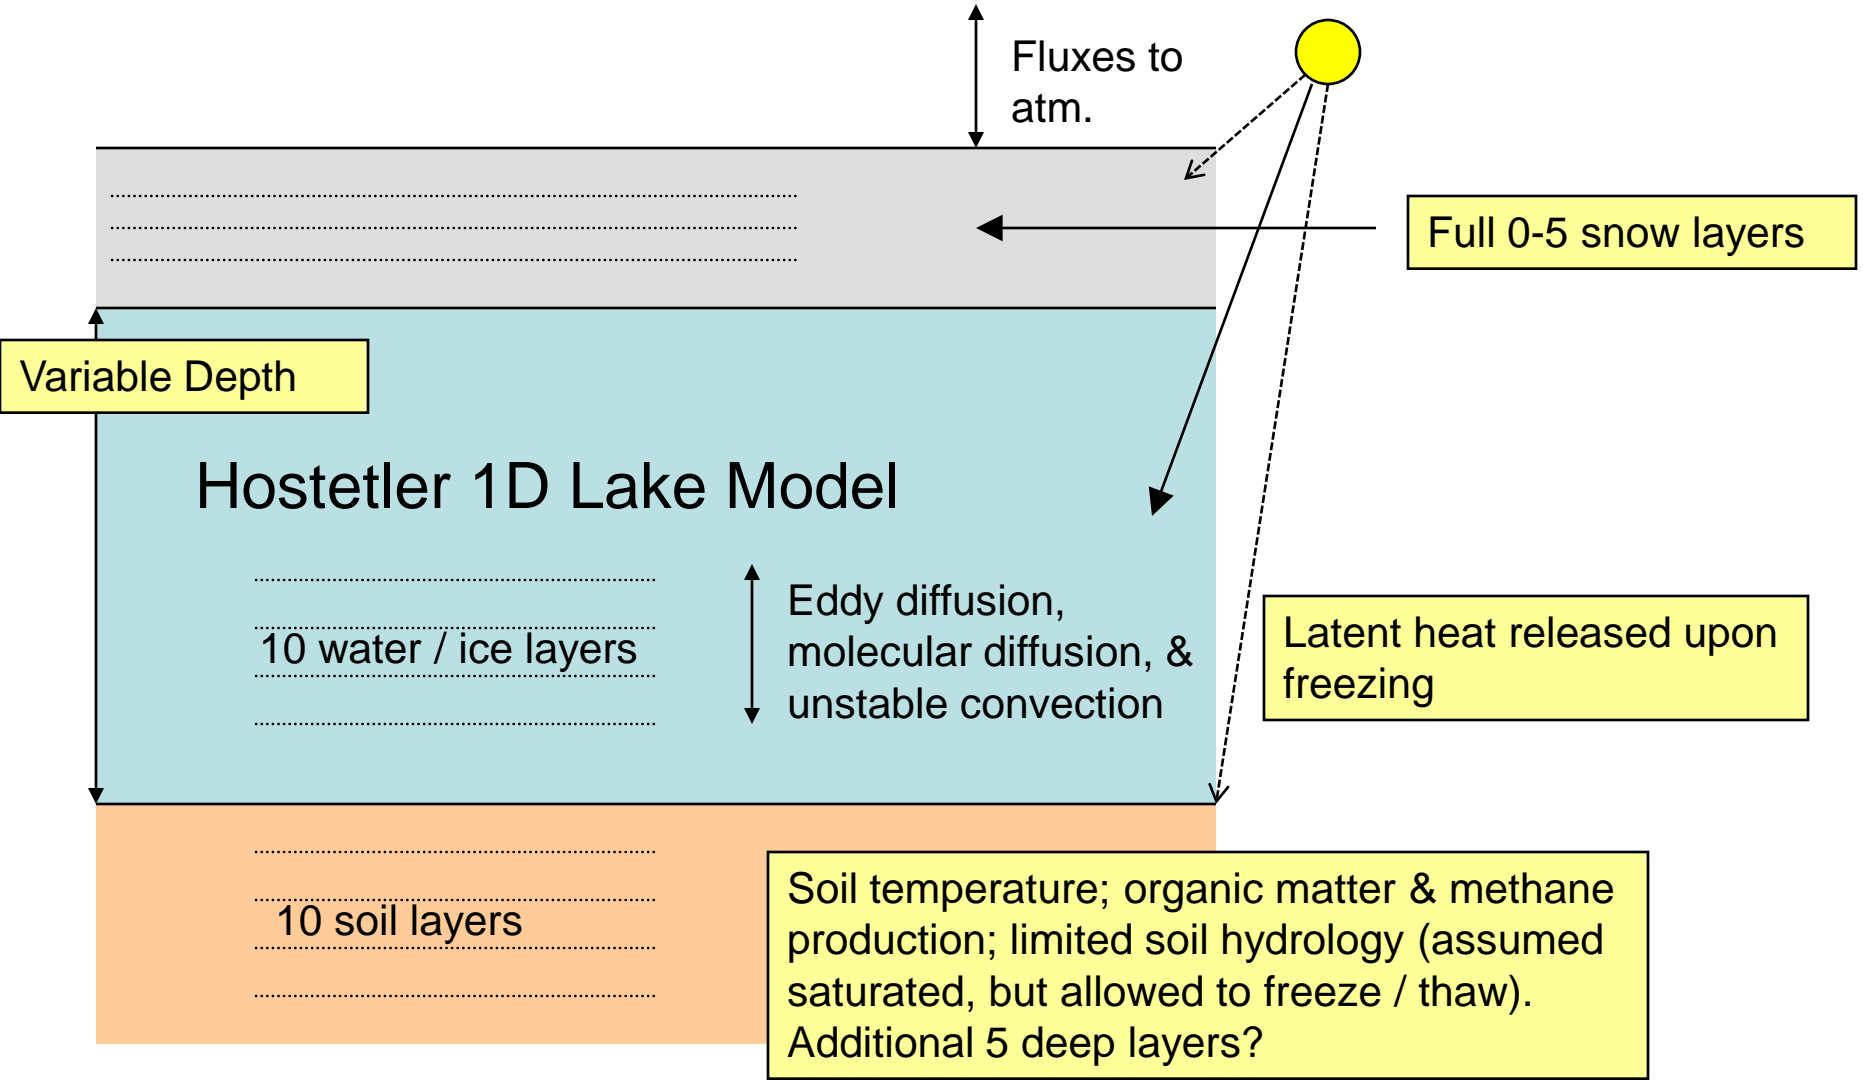 Fluxes to
atm.
Full 0-5 snow layers
Variable Depth
Hostetler 1D Lake Model
10 water / ice layers
Eddy diffusion,
molecular diffusion, &
unstable convection
Latent heat released upon
freezing
10 soil layers
Soil temperature; organic matter & methane
production; limited soil hydrology (assumed
saturated, but allowed to freeze / thaw).
Additional 5 deep layers?